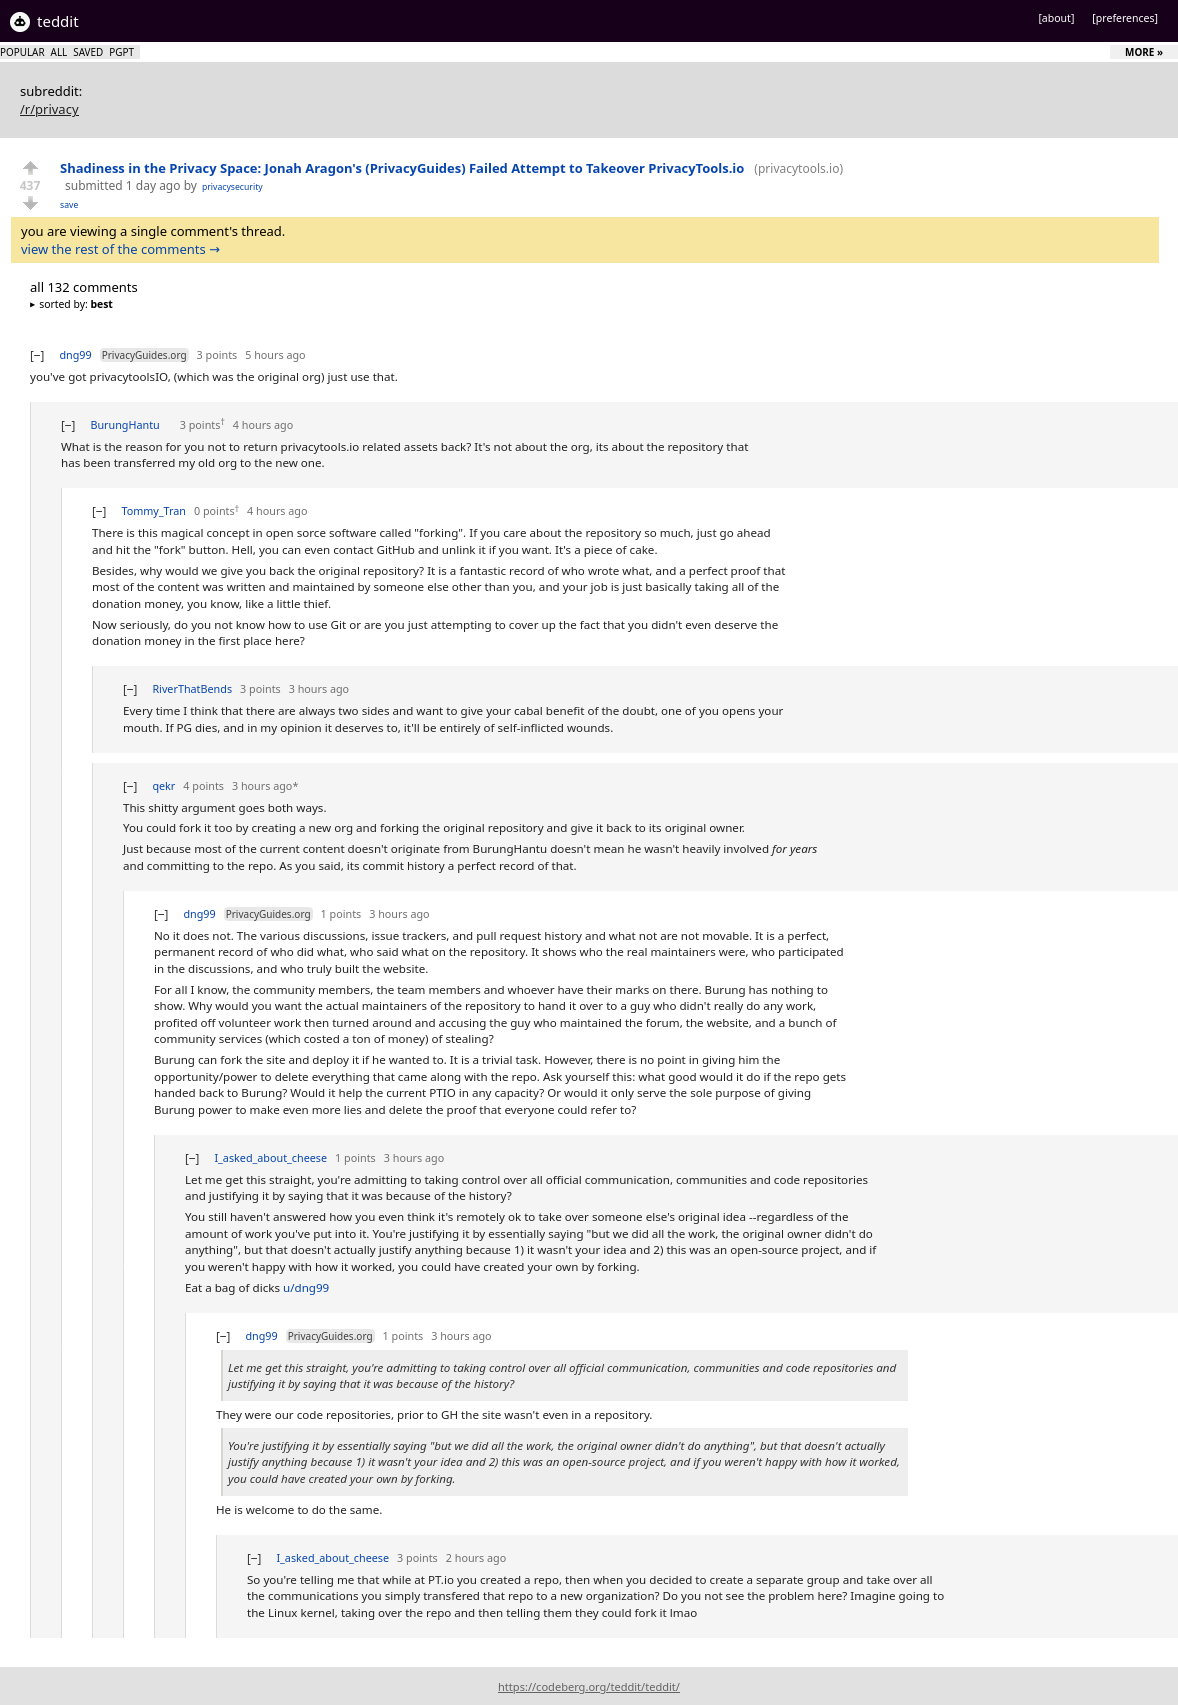 teddit
[about] [preferences]
POPULAR ALL SAVED PGPT
MORE »
subreddit:
/r/privacy
Shadiness in the Privacy Space: Jonah Aragon's (PrivacyGuides) Failed Attempt to Takeover PrivacyTools.io (privacytools.io)
437 submitted 1 day ago by privacysecurity
save
you are viewing a single comment's thread.
view the rest of the comments →
all 132 comments
▸ sorted by: best
[−] dng99 PrivacyGuides.org 3 points 5 hours ago
you've got privacytoolsIO, (which was the original org) just use that.
[−] BurungHantu 3 points† 4 hours ago
What is the reason for you not to return privacytools.io related assets back? It's not about the org, its about the repository that
has been transferred my old org to the new one.
[−] Tommy_Tran 0 points‡ 4 hours ago
There is this magical concept in open sorce software called "forking". If you care about the repository so much, just go ahead
and hit the "fork" button. Hell, you can even contact GitHub and unlink it if you want. It's a piece of cake.
Besides, why would we give you back the original repository? It is a fantastic record of who wrote what, and a perfect proof that
most of the content was written and maintained by someone else other than you, and your job is just basically taking all of the
donation money, you know, like a little thief.
Now seriously, do you not know how to use Git or are you just attempting to cover up the fact that you didn't even deserve the
donation money in the first place here?
[−] RiverThatBends 3 points 3 hours ago
Every time I think that there are always two sides and want to give your cabal benefit of the doubt, one of you opens your
mouth. If PG dies, and in my opinion it deserves to, it'll be entirely of self-inflicted wounds.
[−] qekr 4 points 3 hours ago*
This shitty argument goes both ways.
You could fork it too by creating a new org and forking the original repository and give it back to its original owner.
Just because most of the current content doesn't originate from BurungHantu doesn't mean he wasn't heavily involved for years
and committing to the repo. As you said, its commit history a perfect record of that.
[−] dng99 PrivacyGuides.org 1 points 3 hours ago
No it does not. The various discussions, issue trackers, and pull request history and what not are not movable. It is a perfect,
permanent record of who did what, who said what on the repository. It shows who the real maintainers were, who participated
in the discussions, and who truly built the website.
For all I know, the community members, the team members and whoever have their marks on there. Burung has nothing to
show. Why would you want the actual maintainers of the repository to hand it over to a guy who didn't really do any work,
profited off volunteer work then turned around and accusing the guy who maintained the forum, the website, and a bunch of
community services (which costed a ton of money) of stealing?
Burung can fork the site and deploy it if he wanted to. It is a trivial task. However, there is no point in giving him the
opportunity/power to delete everything that came along with the repo. Ask yourself this: what good would it do if the repo gets
handed back to Burung? Would it help the current PTIO in any capacity? Or would it only serve the sole purpose of giving
Burung power to make even more lies and delete the proof that everyone could refer to?
[−] I_asked_about_cheese 1 points 3 hours ago
Let me get this straight, you're admitting to taking control over all official communication, communities and code repositories
and justifying it by saying that it was because of the history?
You still haven't answered how you even think it's remotely ok to take over someone else's original idea --regardless of the
amount of work you've put into it. You're justifying it by essentially saying "but we did all the work, the original owner didn't do
anything", but that doesn't actually justify anything because 1) it wasn't your idea and 2) this was an open-source project, and if
you weren't happy with how it worked, you could have created your own by forking.
Eat a bag of dicks u/dng99
[−] dng99 PrivacyGuides.org 1 points 3 hours ago
Let me get this straight, you're admitting to taking control over all official communication, communities and code repositories and
justifying it by saying that it was because of the history?
They were our code repositories, prior to GH the site wasn't even in a repository.
You're justifying it by essentially saying "but we did all the work, the original owner didn't do anything", but that doesn't actually
justify anything because 1) it wasn't your idea and 2) this was an open-source project, and if you weren't happy with how it worked,
you could have created your own by forking.
He is welcome to do the same.
[−] I_asked_about_cheese 3 points 2 hours ago
So you're telling me that while at PT.io you created a repo, then when you decided to create a separate group and take over all
the communications you simply transfered that repo to a new organization? Do you not see the problem here? Imagine going to
the Linux kernel, taking over the repo and then telling them they could fork it lmao
https://codeberg.org/teddit/teddit/